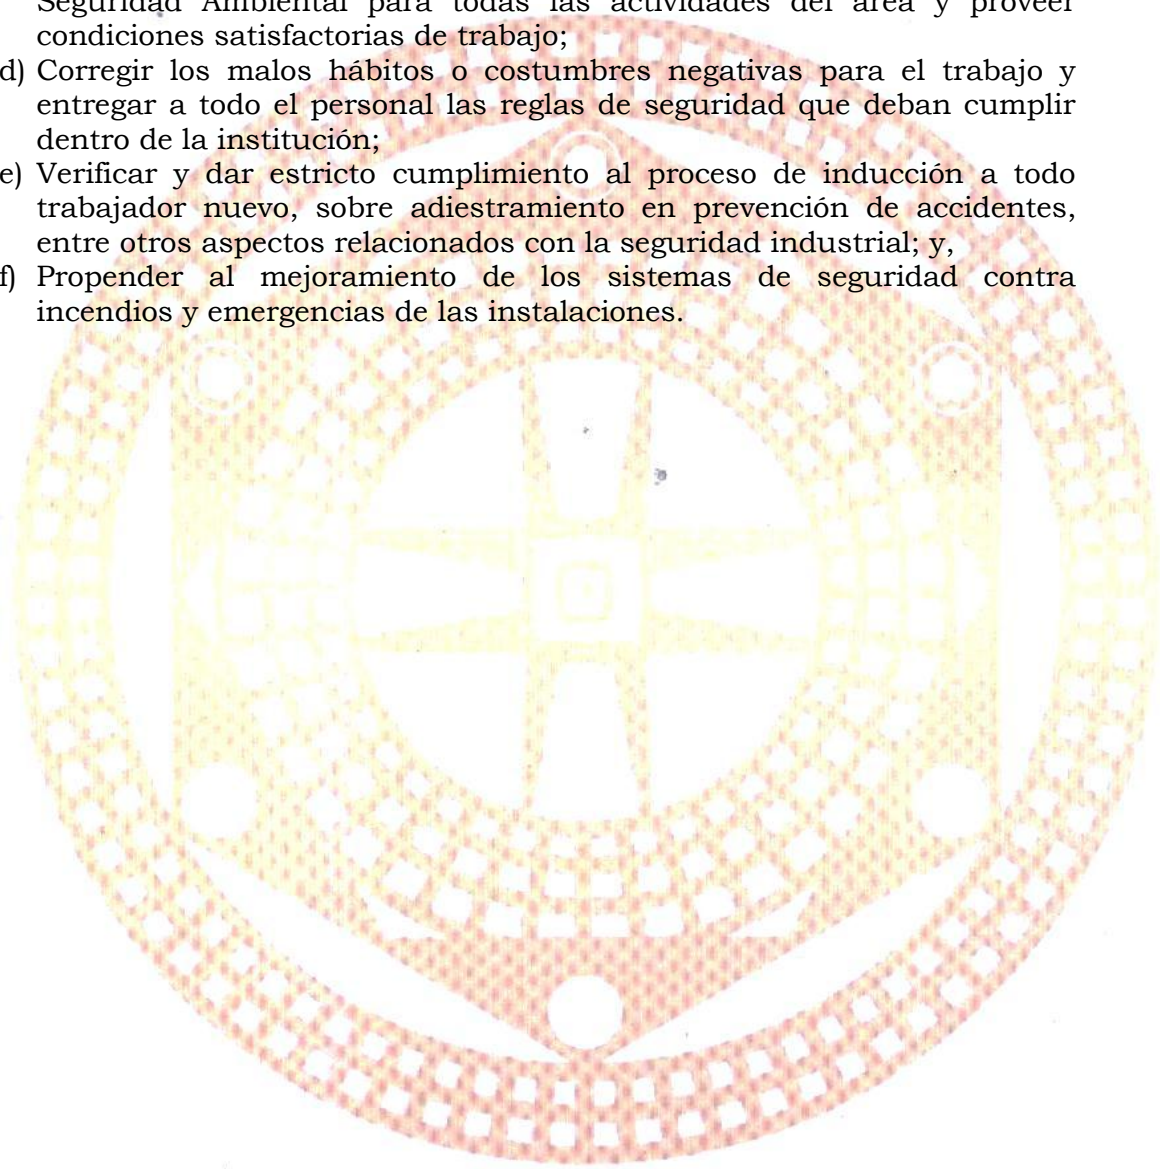 Seguridad Ambiental para todas las actividades del área y proveer
condiciones satisfactorias de trabajo;
d) Corregir los malos hábitos o costumbres negativas para el trabajo y
entregar a todo el personal las reglas de seguridad que deban cumplir
dentro de la institución;
e) Verificar y dar estricto cumplimiento al proceso de inducción a todo
trabajador nuevo, sobre adiestramiento en prevención de accidentes,
entre otros aspectos relacionados con la seguridad industrial; y,
f) Propender al mejoramiento de los sistemas de seguridad contra
incendios y emergencias de las instalaciones.